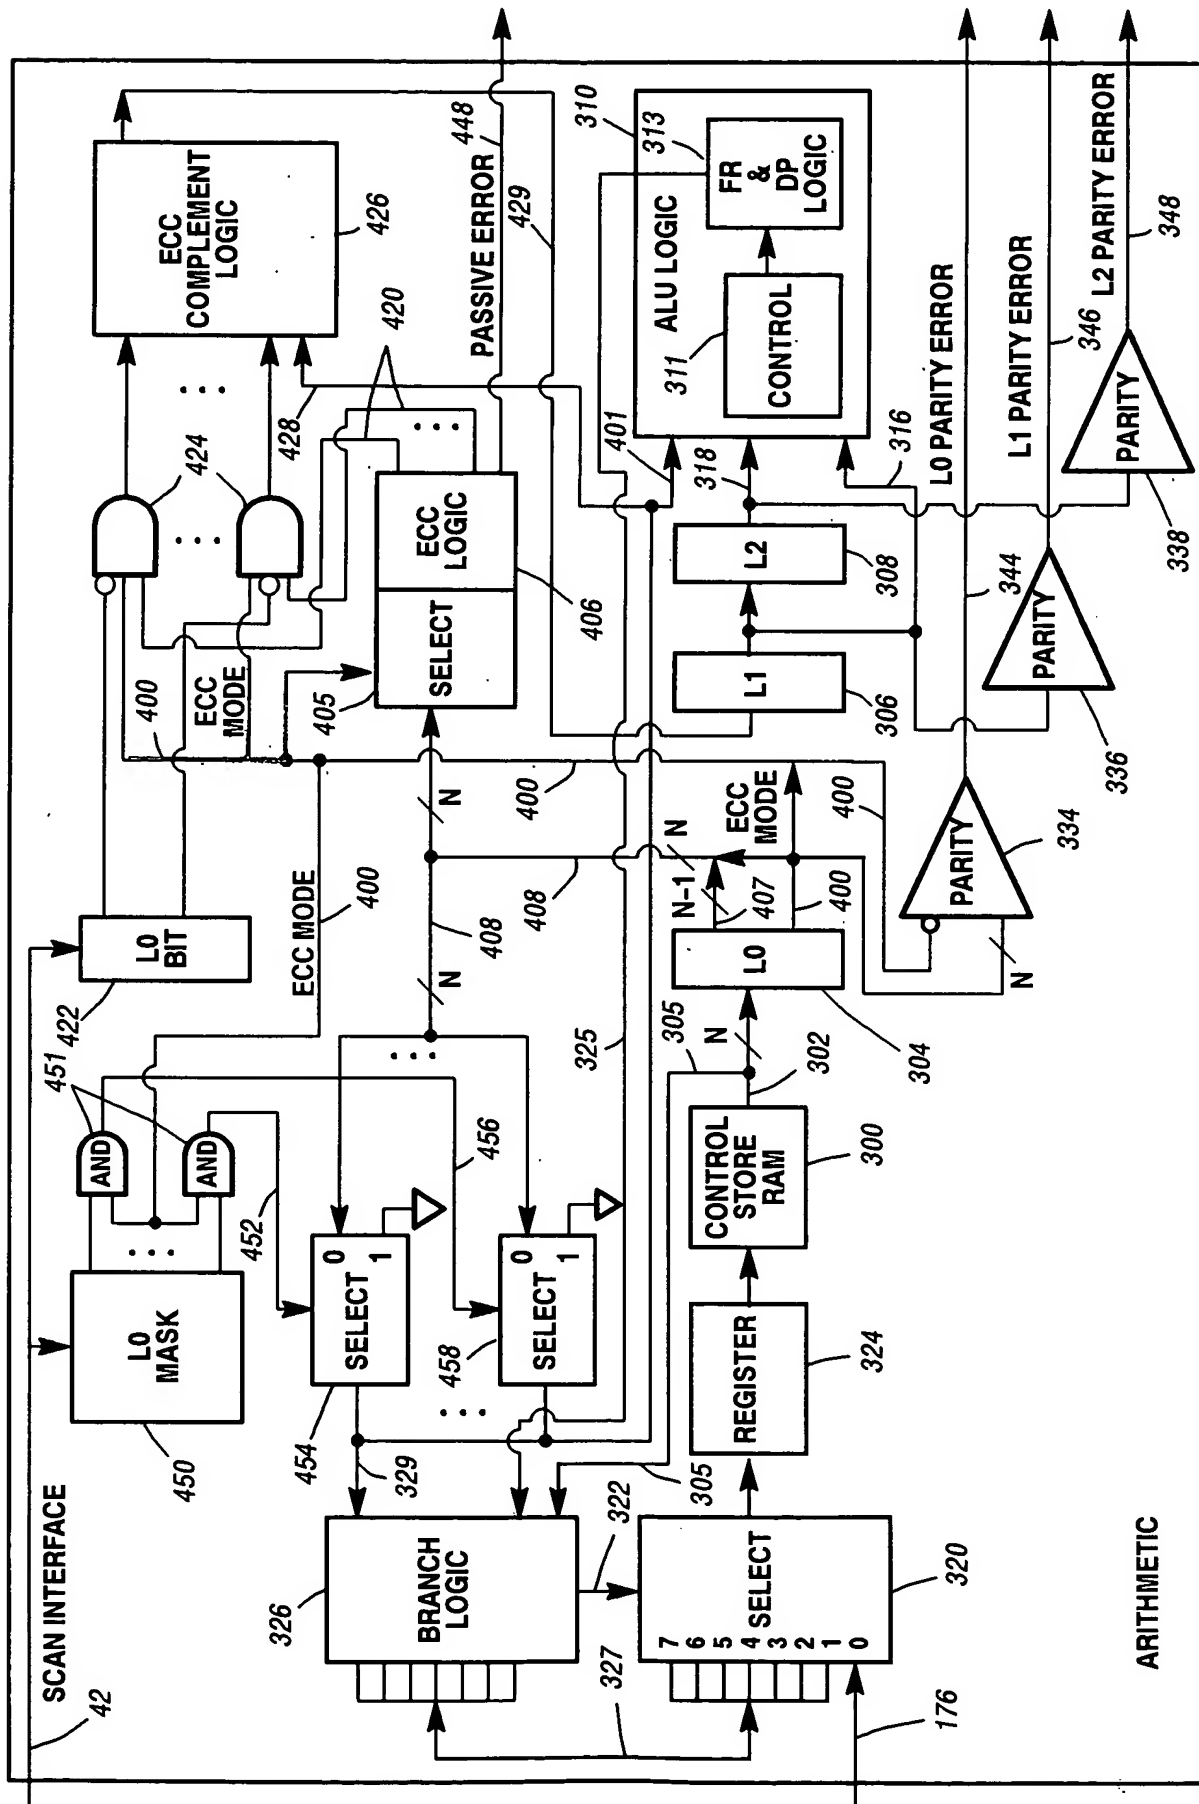 SCAN INTERFACE
42
L0
MASK
450
AND
AND
451
452
456
L0
BIT
422
ECC MODE
400
400
ECC
MODE
424
. . .
. . .
428
ECC
COMPLEMENT
LOGIC
426
420
448
PASSIVE ERROR
429
SELECT
405
ECC
LOGIC
406
. . .
N
N
408
408
. . .
0
1
SELECT
454
0
1
SELECT
458
. . .
329
325
401
400
BRANCH
LOGIC
326
322
305
305
327
7
6
5
4
3
2
1
0
SELECT
320
176
REGISTER
324
CONTROL
STORE
RAM
300
302
N
L0
304
N-1
N
407
400
ECC
MODE
L1
306
L2
308
318
316
ALU LOGIC
310
CONTROL
311
FR
&
DP
LOGIC
313
400
PARITY
334
N
344
L0 PARITY ERROR
PARITY
336
346
L1 PARITY ERROR
PARITY
338
348
L2 PARITY ERROR
ARITHMETIC